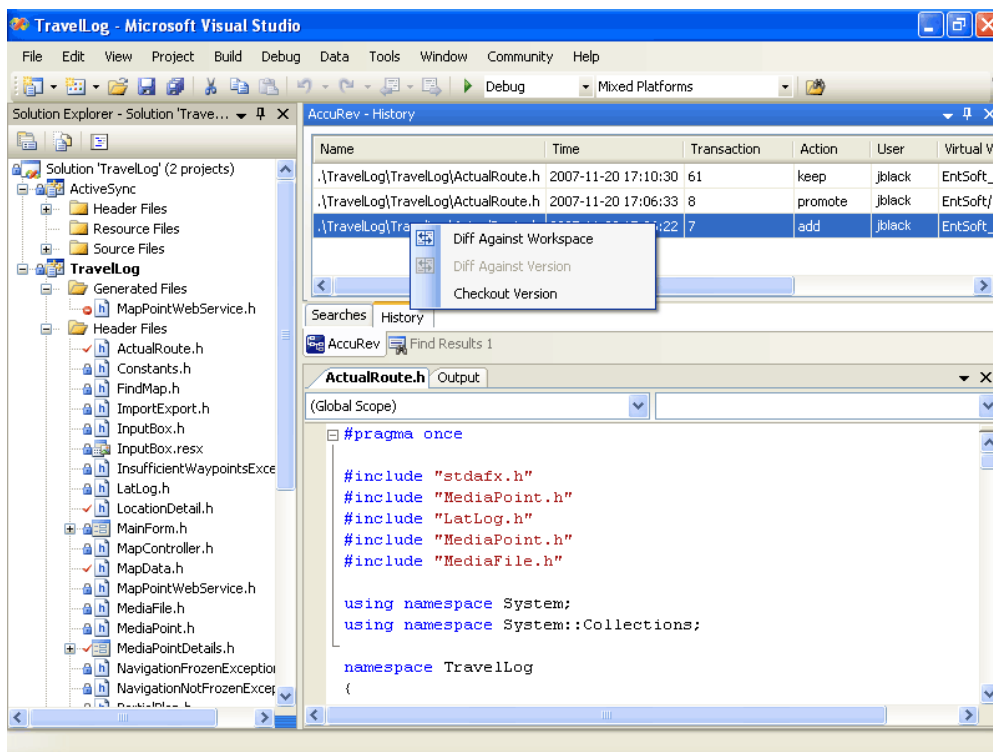 TravelLog - Microsoft Visual Studio
File Edit View Project Build Debug Data Tools Window Community Help
Debug Mixed Platforms
Solution Explorer - Solution 'Trave...
Solution 'TravelLog' (2 projects)
ActiveSync
Header Files
Resource Files
Source Files
TravelLog
Generated Files
MapPointWebService.h
Header Files
ActualRoute.h
Constants.h
FindMap.h
ImportExport.h
InputBox.h
InputBox.resx
InsufficientWaypointsExce
LatLog.h
LocationDetail.h
MainForm.h
MapController.h
MapData.h
MapPointWebService.h
MediaFile.h
MediaPoint.h
MediaPointDetails.h
NavigationFrozenException
NavigationNotFrozenExcep
AccuRev - History
Name Time Transaction Action User Virtual V
.\TravelLog\TravelLog\ActualRoute.h 2007-11-20 17:10:30 61 keep jblack EntSoft_
.\TravelLog\TravelLog\ActualRoute.h 2007-11-20 17:06:33 8 promote jblack EntSoft/
.\TravelLog\Tra :22 7 add jblack EntSoft_
Diff Against Workspace
Diff Against Version
Checkout Version
Searches History
AccuRev Find Results 1
ActualRoute.h Output
(Global Scope)
#pragma once
#include "stdafx.h"
#include "MediaPoint.h"
#include "LatLog.h"
#include "MediaPoint.h"
#include "MediaFile.h"
using namespace System;
using namespace System::Collections;
namespace TravelLog
{